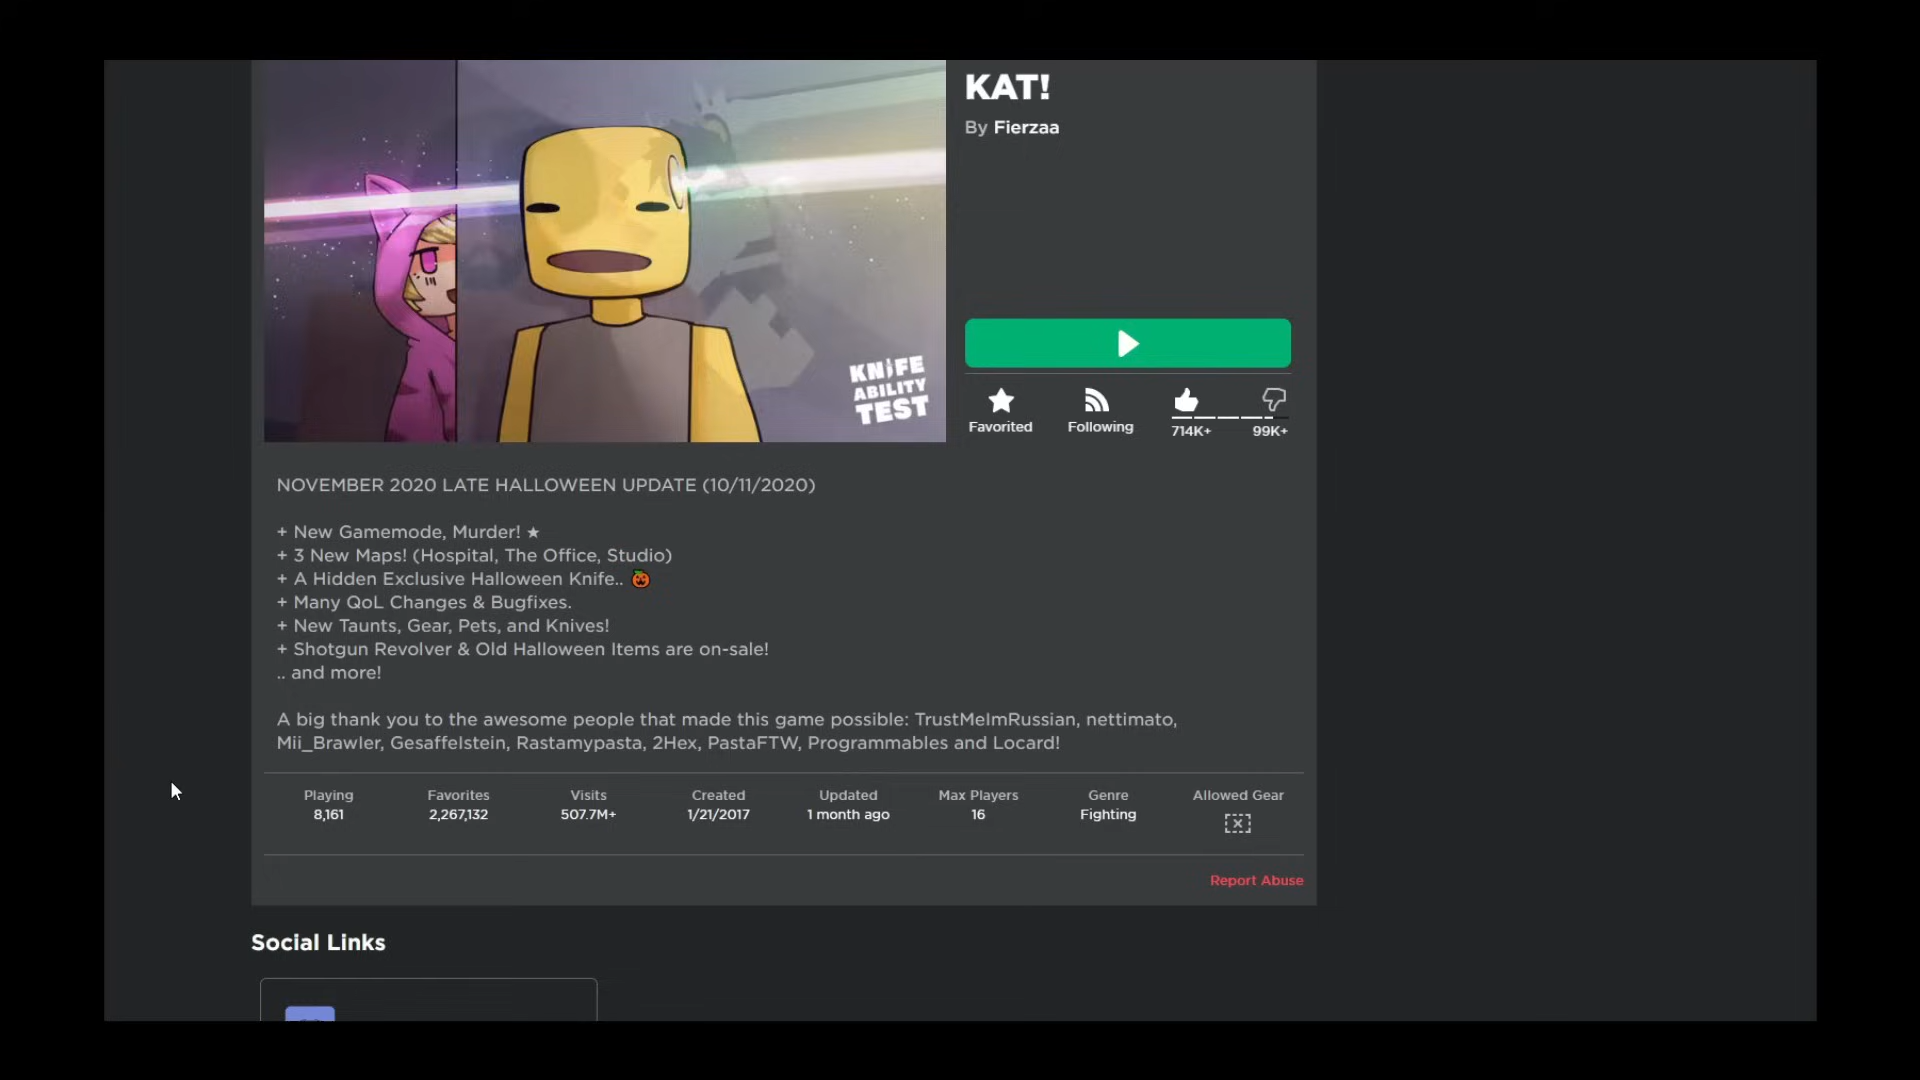 KAT!
By Fierzaa
KNIFE
ABILITY
TEST
Favorited
Following
714K+
99K+
NOVEMBER 2020 LATE HALLOWEEN UPDATE (10/11/2020)
+ New Gamemode, Murder! ★
+ 3 New Maps! (Hospital, The Office, Studio)
+ A Hidden Exclusive Halloween Knife.. 🎃
+ Many QoL Changes & Bugfixes.
+ New Taunts, Gear, Pets, and Knives!
+ Shotgun Revolver & Old Halloween Items are on-sale!
.. and more!
A big thank you to the awesome people that made this game possible: TrustMeImRussian, nettimato,
Mii_Brawler, Gesaffelstein, Rastamypasta, 2Hex, PastaFTW, Programmables and Locard!
Playing Favorites Visits Created Updated Max Players Genre Allowed Gear
8,161 2,267,132 507.7M+ 1/21/2017 1 month ago 16 Fighting
Report Abuse
Social Links